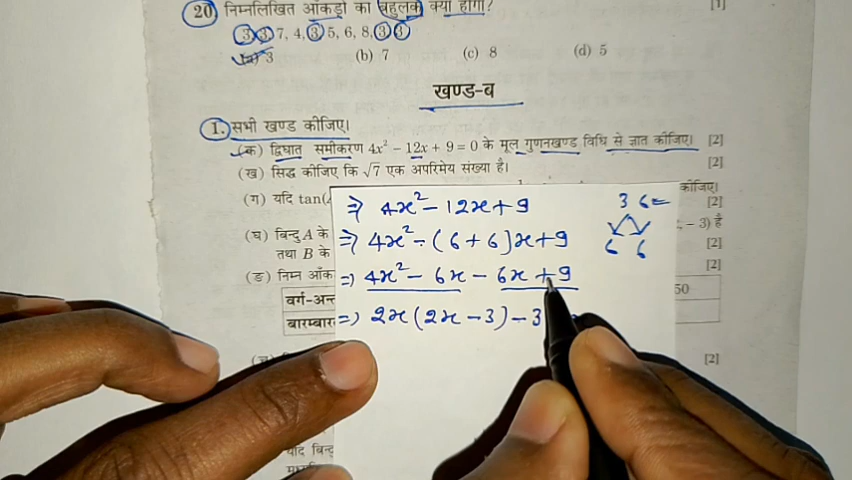 20 निम्नलिखित आँकड़ों का बहुलक क्या होगा? [1]
3, 3, 7, 4, 3, 5, 6, 8, 3, 3
(a) 3 (b) 7 (c) 8 (d) 5
खण्ड-ब
1. सभी खण्ड कीजिए।
(क) द्विघात समीकरण 4x² − 12x + 9 = 0 के मूल गुणनखण्ड विधि से ज्ञात कीजिए। [2]
(ख) सिद्ध कीजिए कि √7 एक अपरिमेय संख्या है। [2]
(ग) यदि tan( कीजिए।
[2]
(घ) बिन्दु A के , − 3) है
तथा B के [2]
(ङ) निम्न आँक [2]
वर्ग-अन्त 50
बारम्बार
[2]
यदि बिन्दु
⇒ 4x² − 12x + 9
36 =
6 6
⇒ 4x² − (6 + 6)x + 9
⇒ 4x² − 6x − 6x + 9
⇒ 2x(2x − 3) − 3